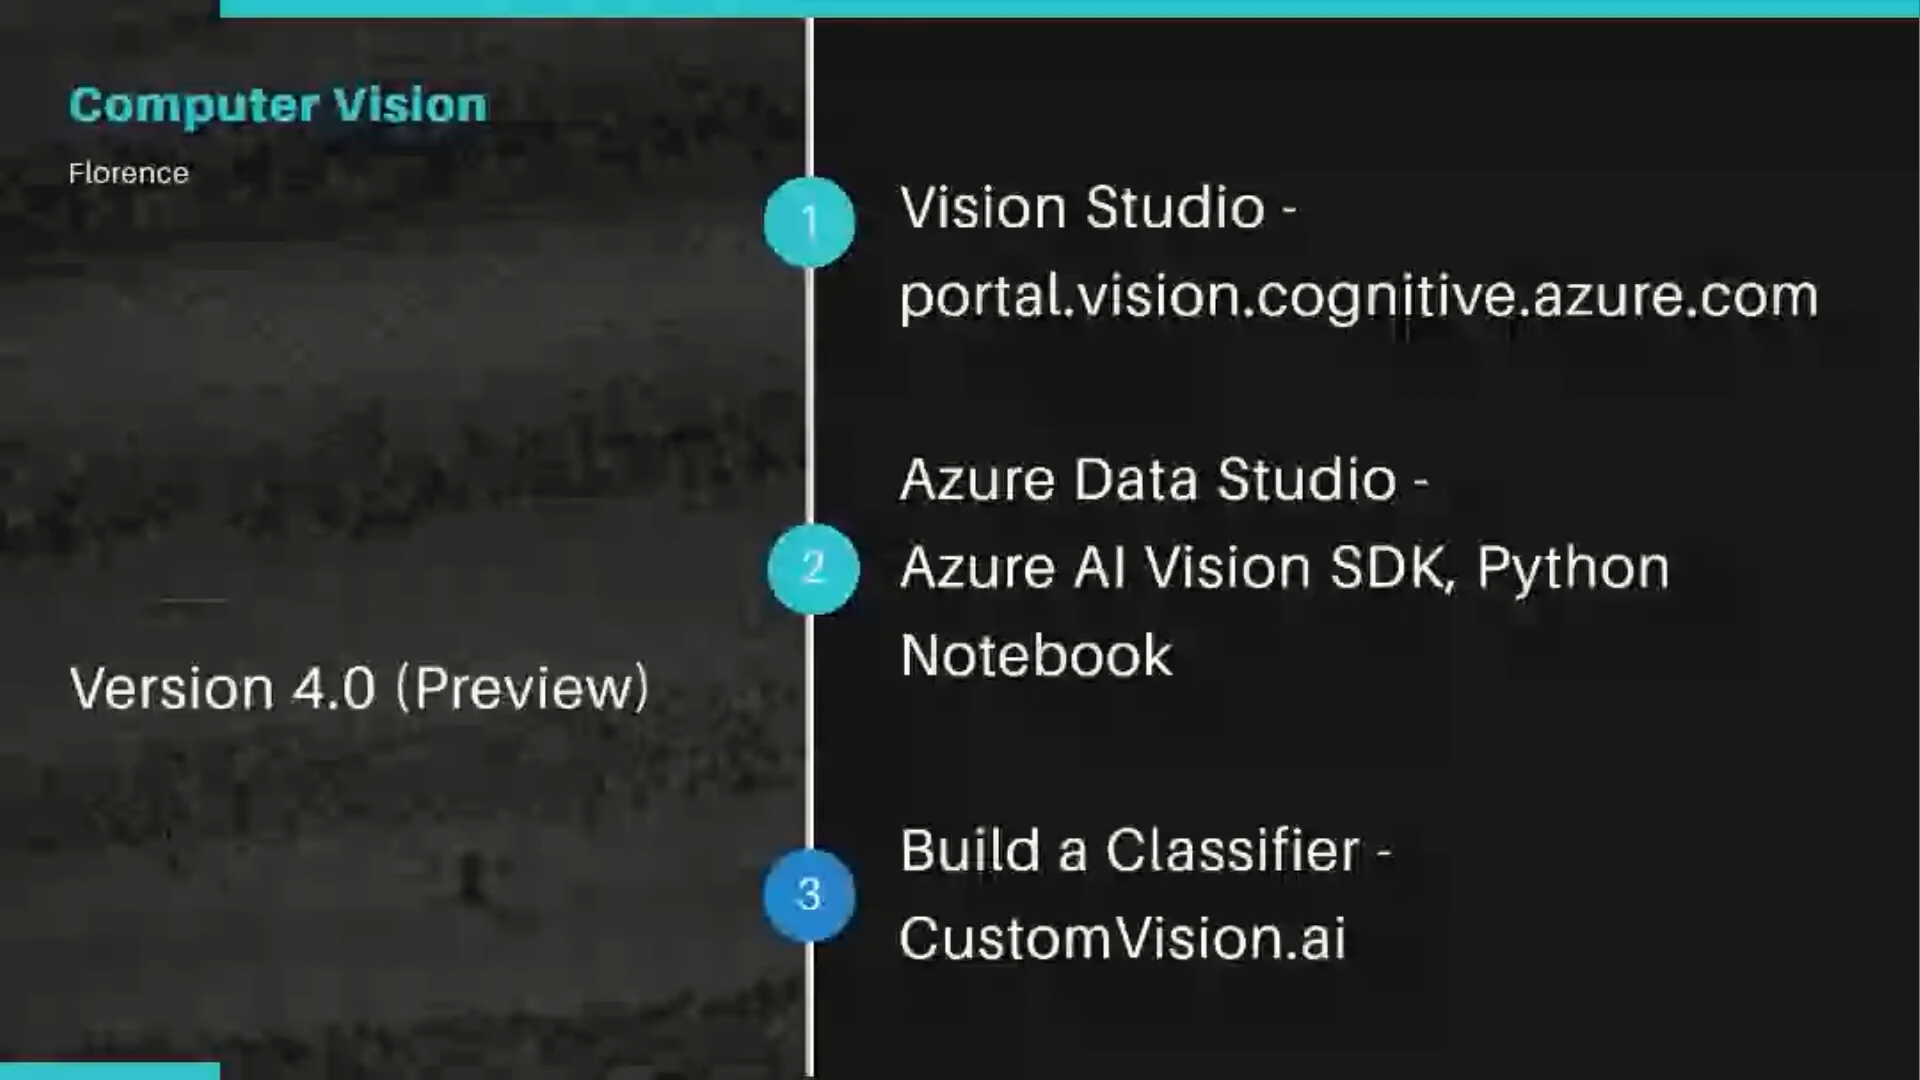 Computer Vision
Florence
Version 4.0 (Preview)
1
Vision Studio -
portal.vision.cognitive.azure.com
2
Azure Data Studio -
Azure AI Vision SDK, Python
Notebook
3
Build a Classifier -
CustomVision.ai